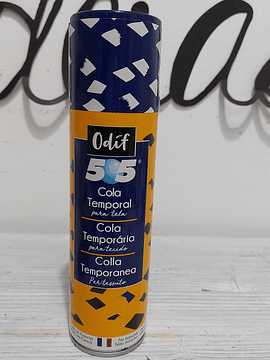 Odif
505®
Cola
Temporal
para tela
Cola
Temporária
para tecido
Colla
Temporanea
Per tessuto